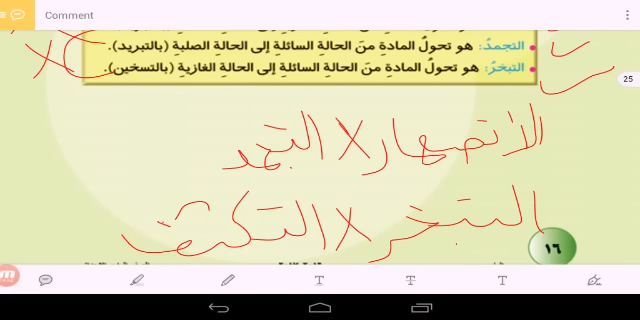 Comment
التجمدُ: هو تحولُ المادةِ منَ الحالةِ السائلةِ إلى الحالةِ الصلبةِ (بالتبريد).
التبخرُ: هو تحولُ المادةِ منَ الحالةِ السائلةِ إلى الحالةِ الغازيةِ (بالتسخين).
25
الانصهار X التجمد
التبخر X التكثف
١٦